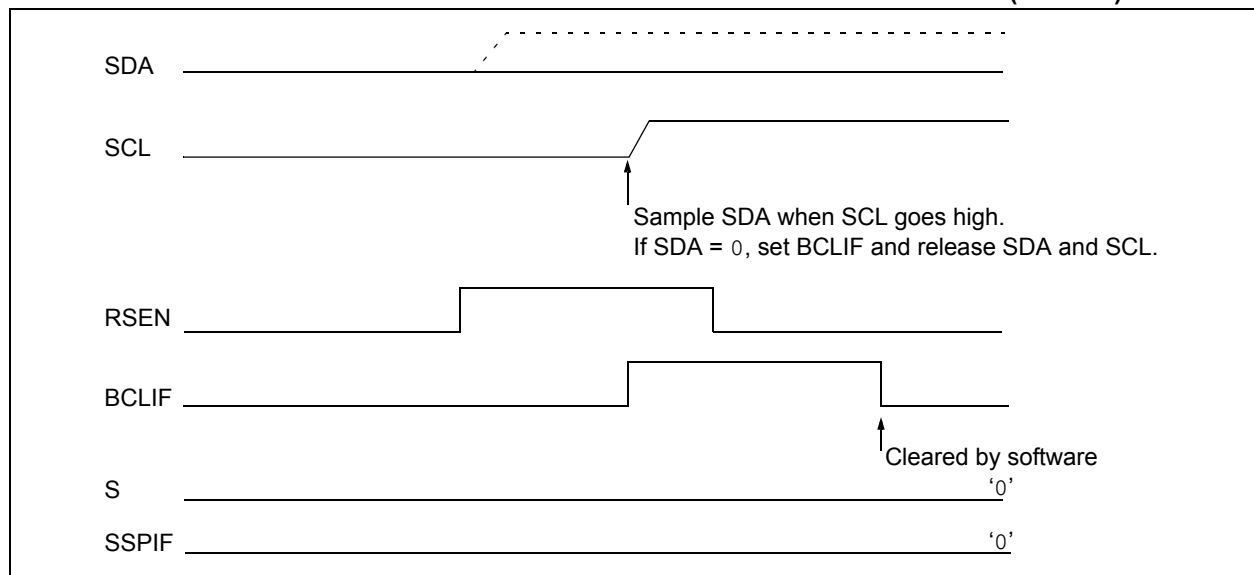 SDA
SCL
Sample SDA when SCL goes high.
If SDA = 0, set BCLIF and release SDA and SCL.
RSEN
BCLIF
Cleared by software
S
‘0’
SSPIF
‘0’